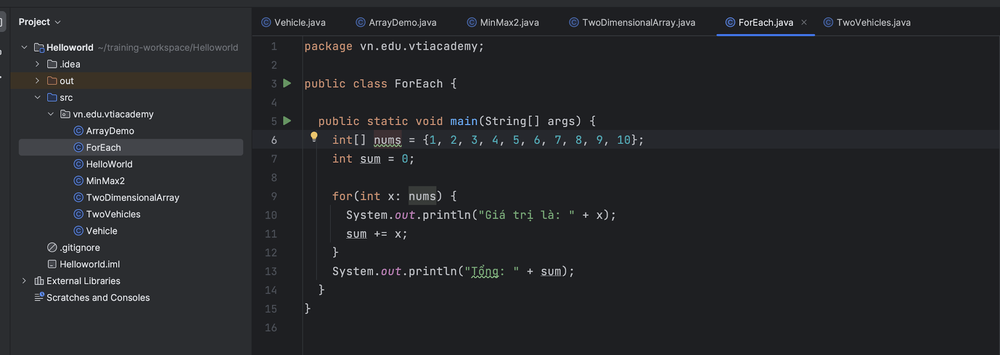 Project
Helloworld ~/training-workspace/Helloworld
.idea
out
src
vn.edu.vtiacademy
ArrayDemo
ForEach
HelloWorld
MinMax2
TwoDimensionalArray
TwoVehicles
Vehicle
.gitignore
Helloworld.iml
External Libraries
Scratches and Consoles
Vehicle.java ArrayDemo.java MinMax2.java TwoDimensionalArray.java ForEach.java TwoVehicles.java
1 package vn.edu.vtiacademy;
2
3 public class ForEach {
4
5 public static void main(String[] args) {
6 int[] nums = {1, 2, 3, 4, 5, 6, 7, 8, 9, 10};
7 int sum = 0;
8
9 for(int x: nums) {
10 System.out.println("Giá trị là: " + x);
11 sum += x;
12 }
13 System.out.println("Tổng: " + sum);
14 }
15 }
16